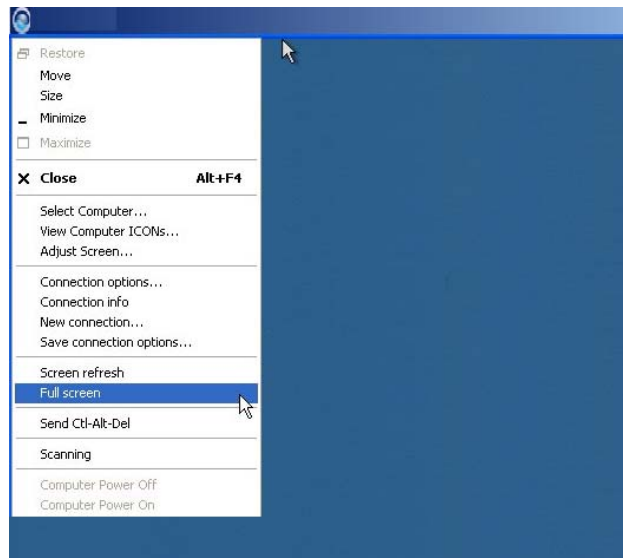 Restore
Move
Size
Minimize
Maximize
Close Alt+F4
Select Computer...
View Computer ICONs...
Adjust Screen...
Connection options...
Connection info
New connection...
Save connection options...
Screen refresh
Full screen
Send Ctl-Alt-Del
Scanning
Computer Power Off
Computer Power On